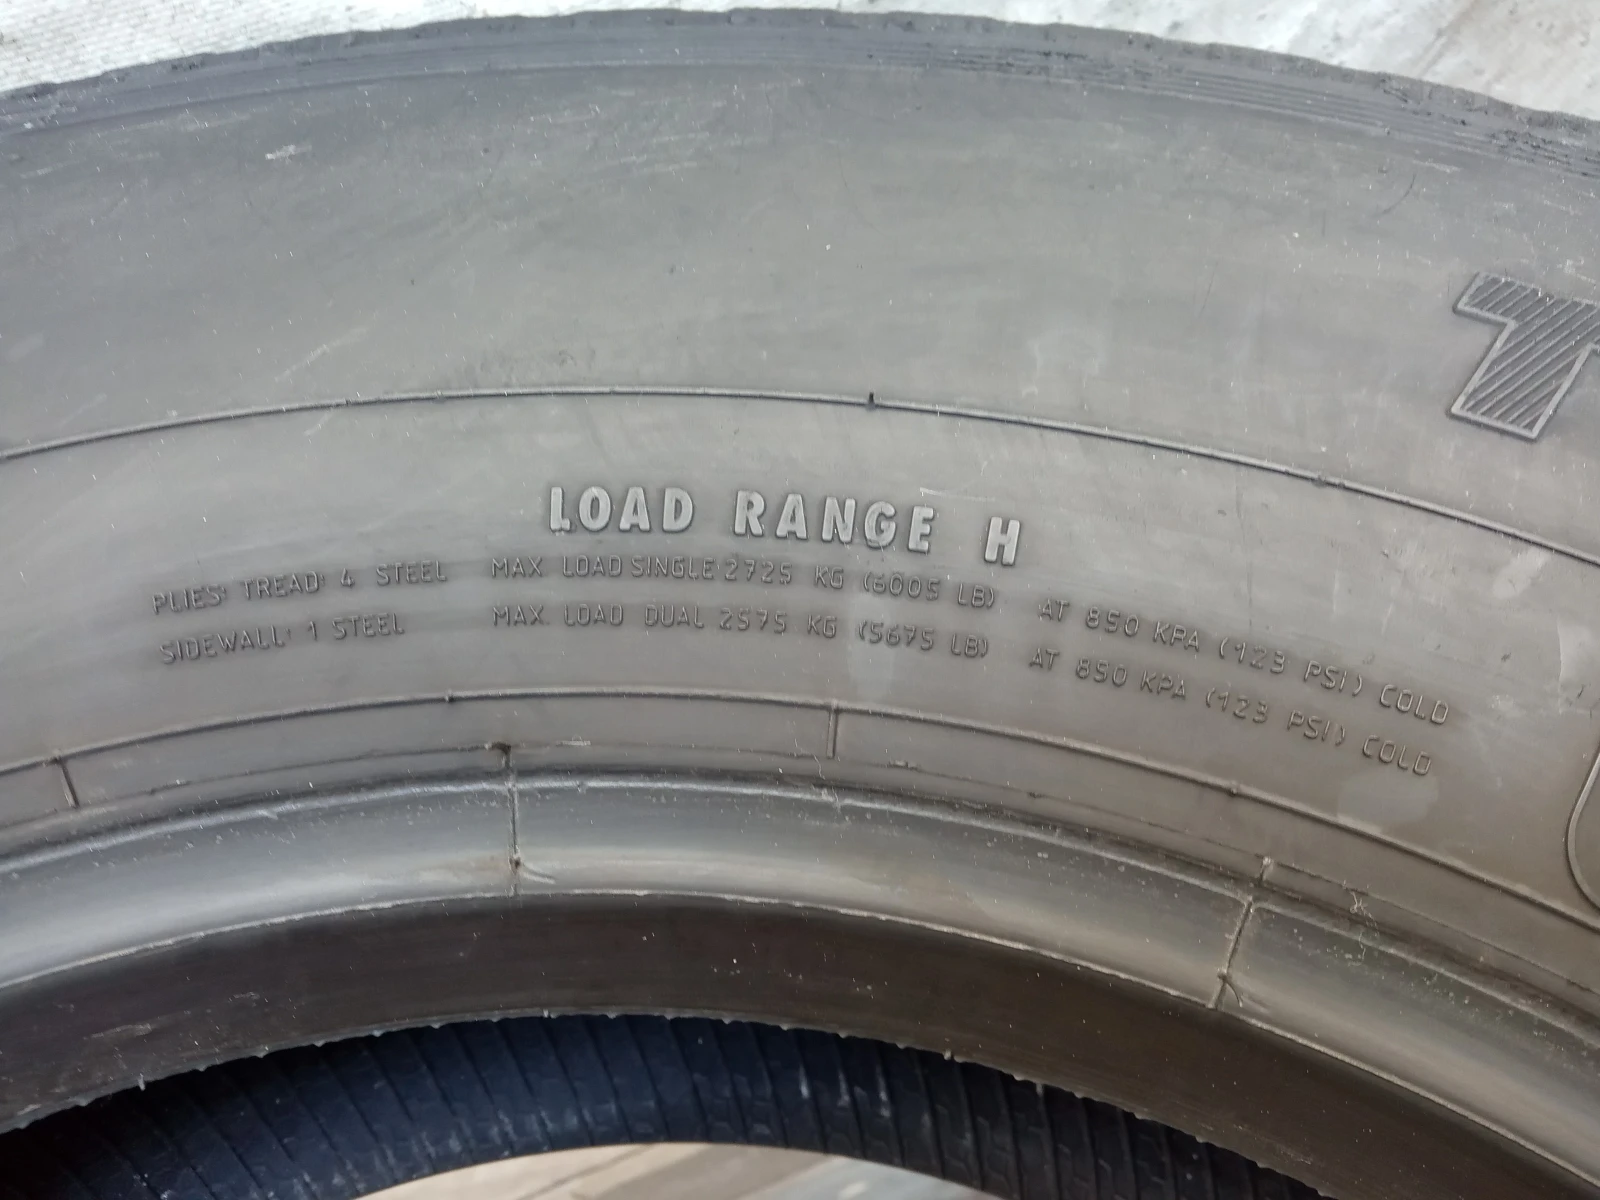 T
LOAD RANGE H
PLIES: TREAD: 4 STEEL MAX LOAD SINGLE 2725 KG (6005 LB) AT 850 KPA (123 PSI) COLD
SIDEWALL: 1 STEEL MAX. LOAD DUAL 2575 KG (5675 LB) AT 850 KPA (123 PSI) COLD